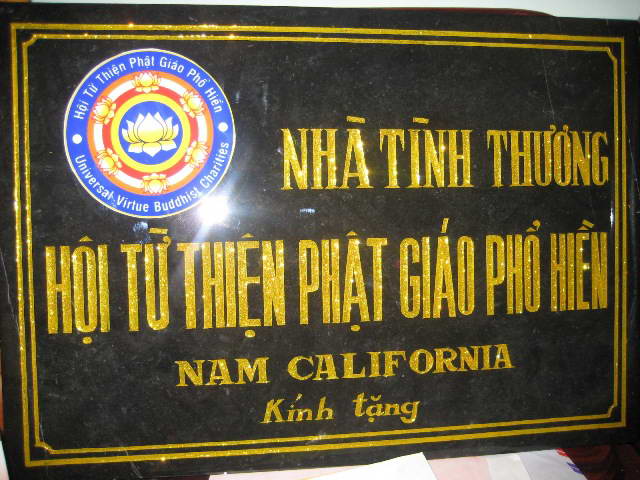 Hội Từ Thiện Phật Giáo Phổ Hiền
Universal Virtue Buddhist Charities
NHÀ TÌNH THƯƠNG
HỘI TỪ THIỆN PHẬT GIÁO PHỔ HIỀN
NAM CALIFORNIA
Kính tặng